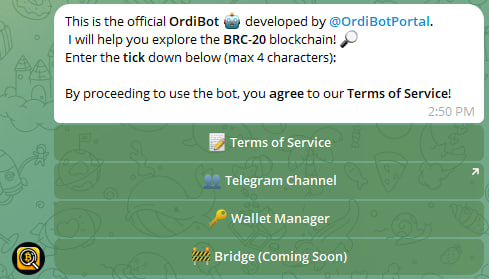 This is the official OrdiBot 🤖 developed by @OrdiBotPortal.
I will help you explore the BRC-20 blockchain! 🔎
Enter the tick down below (max 4 characters):
By proceeding to use the bot, you agree to our Terms of Service!
2:50 PM
📝 Terms of Service
👥 Telegram Channel
🔑 Wallet Manager
🚧 Bridge (Coming Soon)